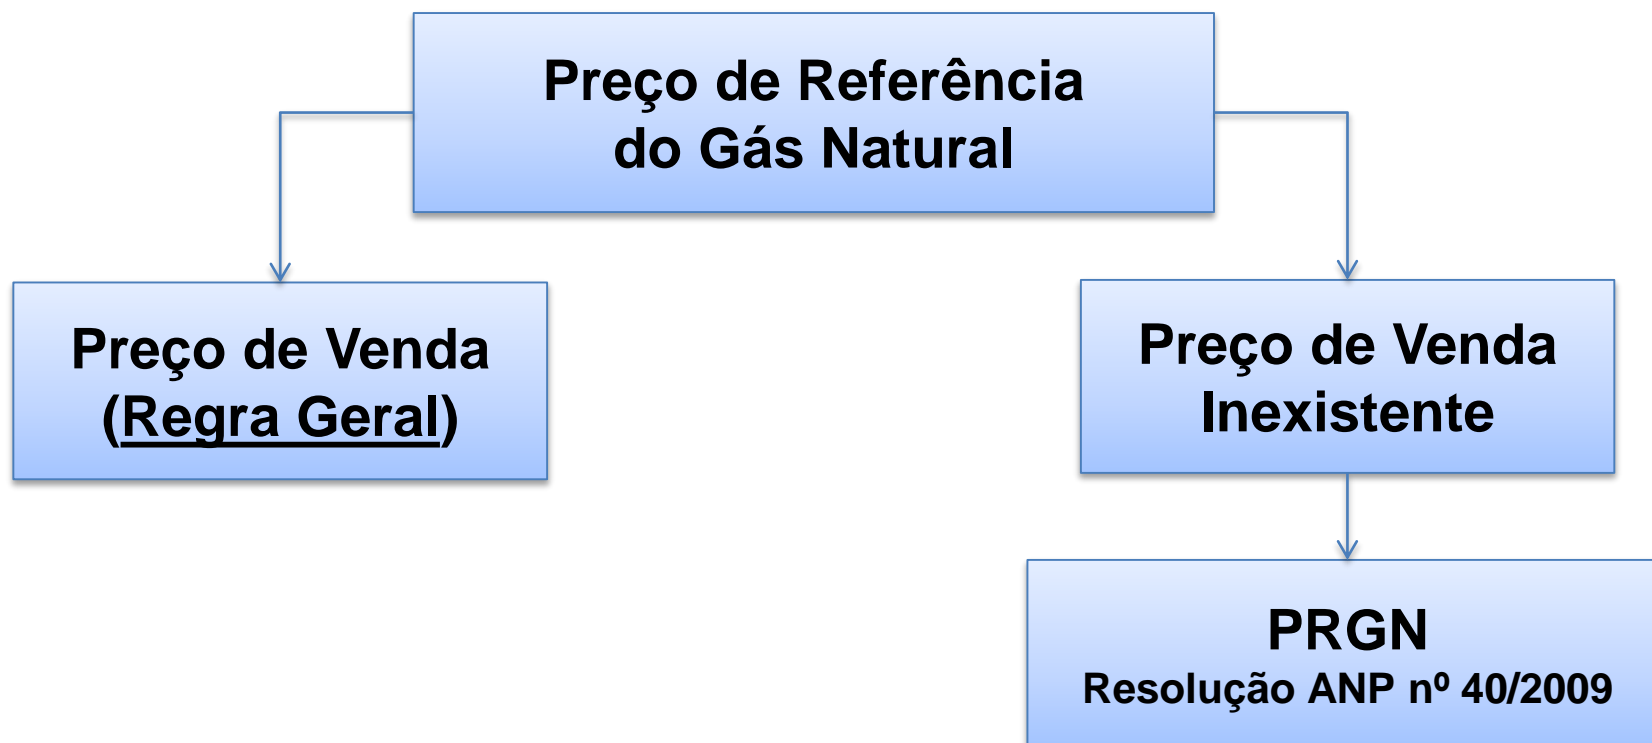 Preço de Referência
do Gás Natural
Preço de Venda
(Regra Geral)
Preço de Venda
Inexistente
PRGN
Resolução ANP nº 40/2009